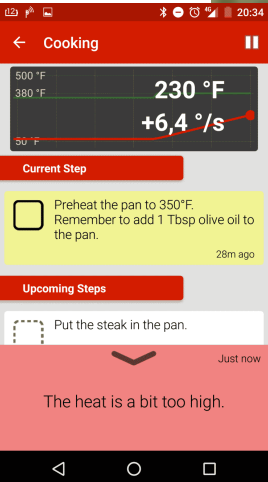 (12) 4G 20:34
Cooking
500 °F
380 °F
230 °F
+6,4 °/s
50 °F
Current Step
Preheat the pan to 350°F.
Remember to add 1 Tbsp olive oil to
the pan.
28m ago
Upcoming Steps
Put the steak in the pan.
Just now
The heat is a bit too high.